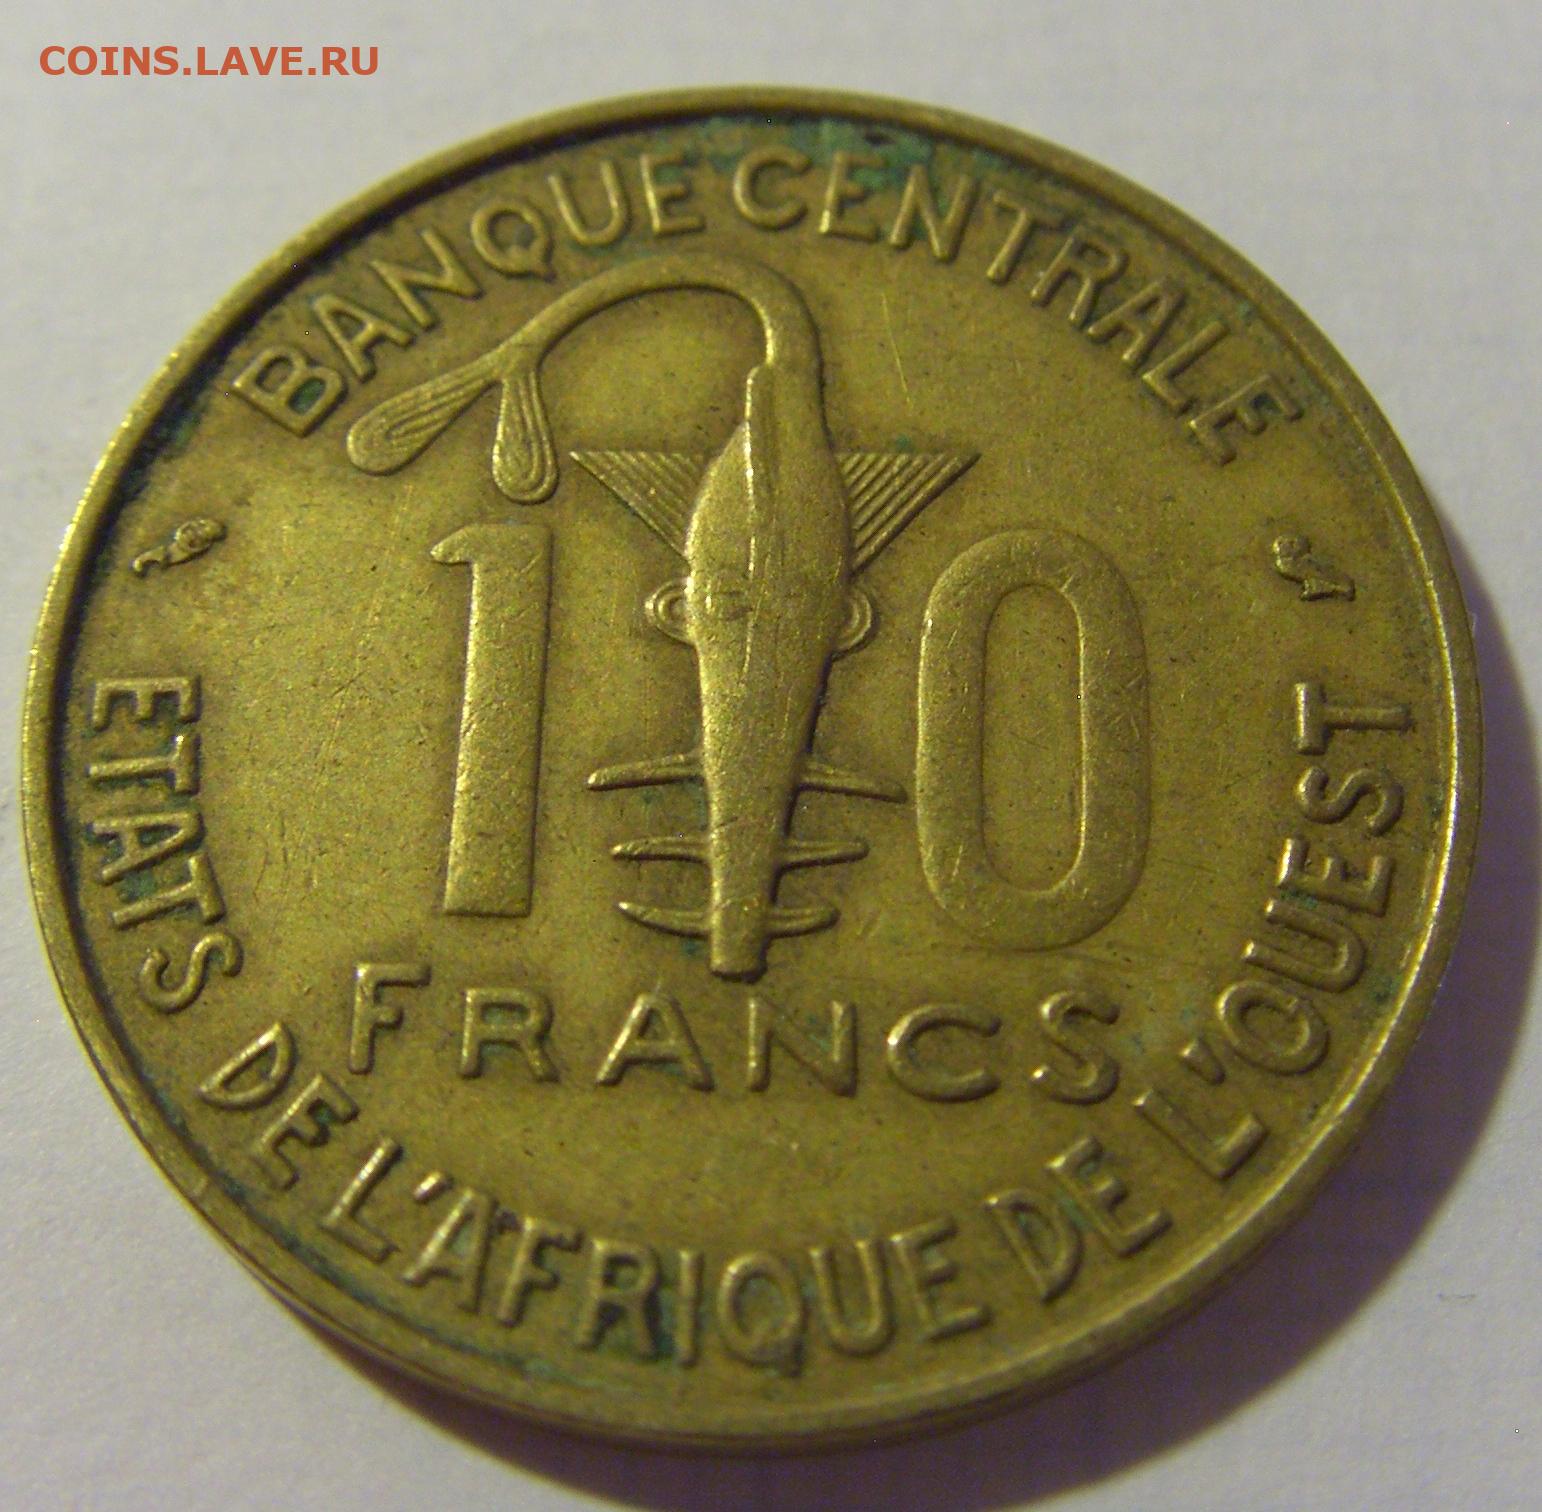 COINS.LAVE.RU
BANQUE CENTRALE
10
FRANCS
ETATS DE L'AFRIQUE DE L'OUEST